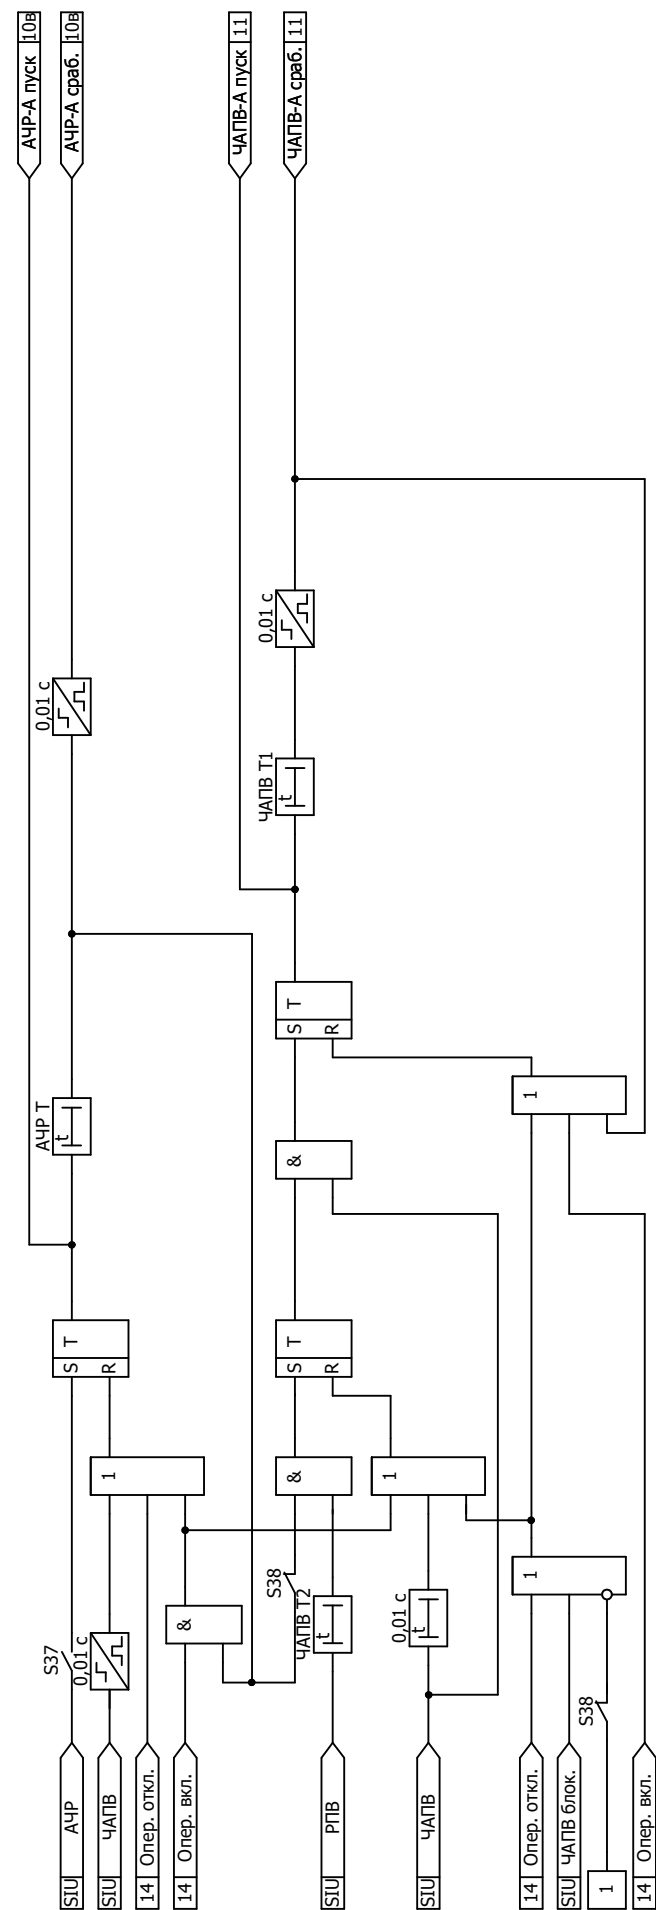 АЧР-А пуск 10в
АЧР-А сраб. 10в
ЧАПВ-А пуск 11
ЧАПВ-А сраб. 11
0,01 с
0,01 с
ЧАПВ Т1
t
АЧР Т
t
S T
R
S T
R
S T
R
&
1
1
&
1
1
&
S37
0,01 с
S38
ЧАПВ Т2
t
0,01 с
t
S38
SIU АЧР
SIU ЧАПВ
14 Опер. откл.
14 Опер. вкл.
SIU РПВ
SIU ЧАПВ
14 Опер. откл.
SIU ЧАПВ блок.
1
14 Опер. вкл.